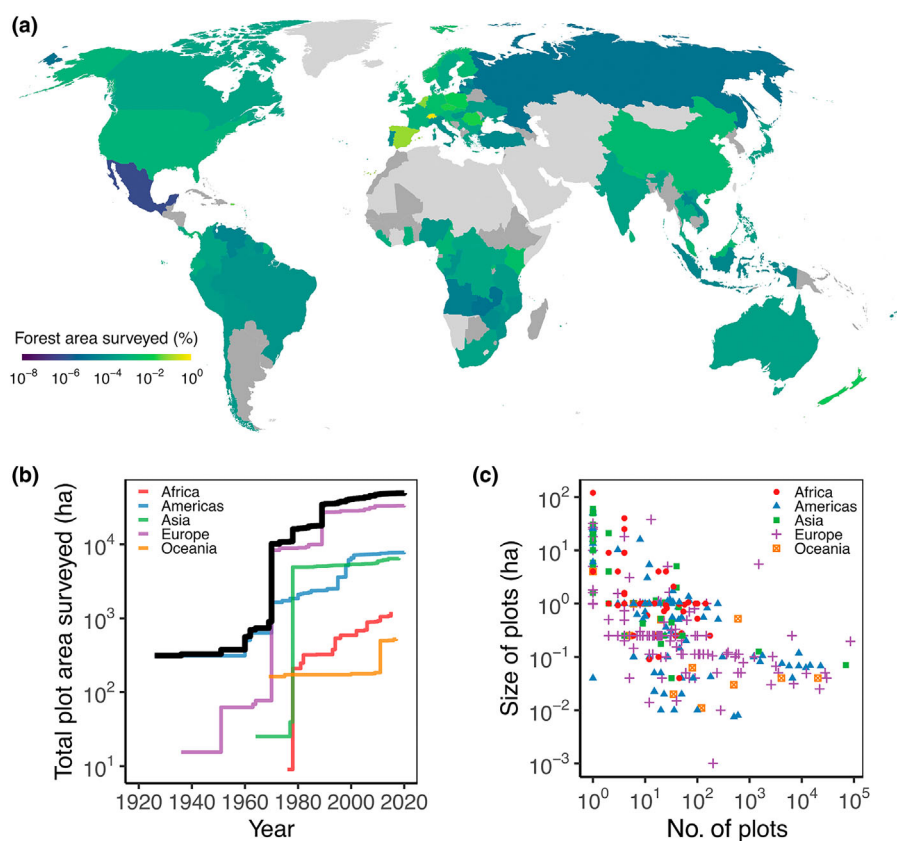 (a)
Forest area surveyed (%)
10⁻⁸ 10⁻⁶ 10⁻⁴ 10⁻² 10⁰
(b)
Africa
Americas
Asia
Europe
Oceania
Total plot area surveyed (ha)
10⁴
10³
10²
10¹
1920 1940 1960 1980 2000 2020
Year
(c)
Africa
Americas
Asia
Europe
Oceania
Size of plots (ha)
10²
10¹
10⁰
10⁻¹
10⁻²
10⁻³
10⁰ 10¹ 10² 10³ 10⁴ 10⁵
No. of plots